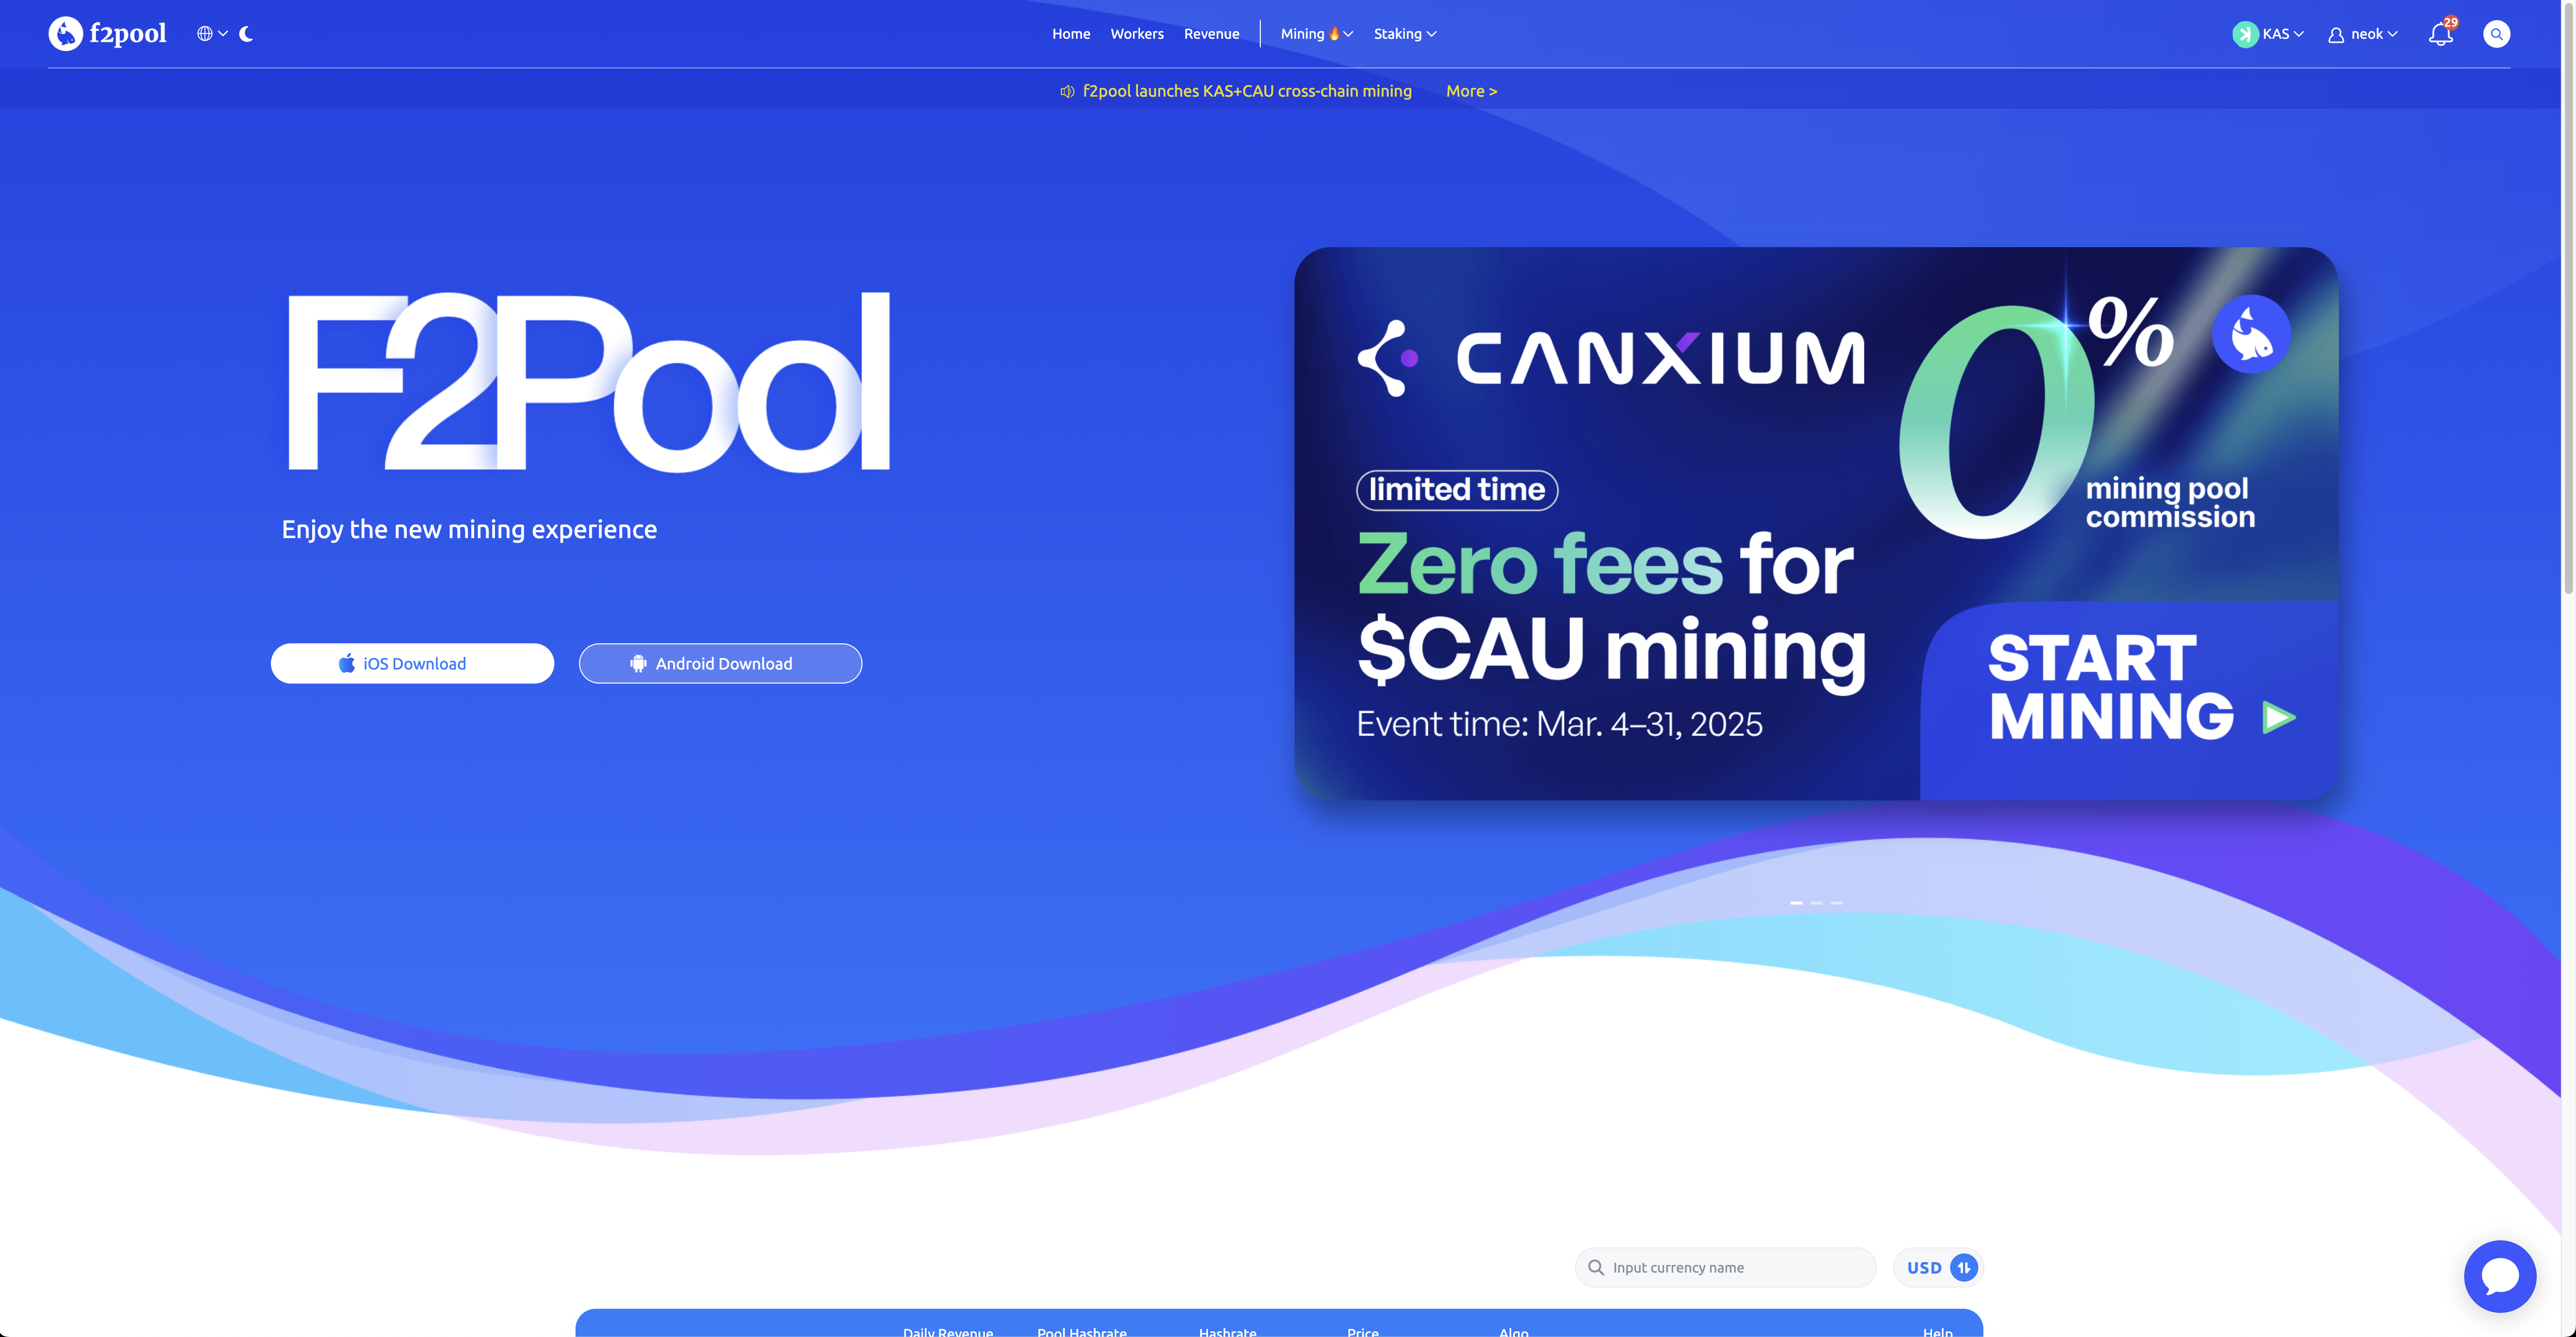 f2pool
Home Workers Revenue Mining Staking
KAS neok 29
f2pool launches KAS+CAU cross-chain mining More >
F2Pool
Enjoy the new mining experience
iOS Download Android Download
CANXIUM
0%
mining pool
commission
limited time
Zero fees for
$CAU mining
Event time: Mar. 4–31, 2025
START
MINING
Input currency name USD
Daily Revenue Pool Hashrate Hashrate Price Algo Help